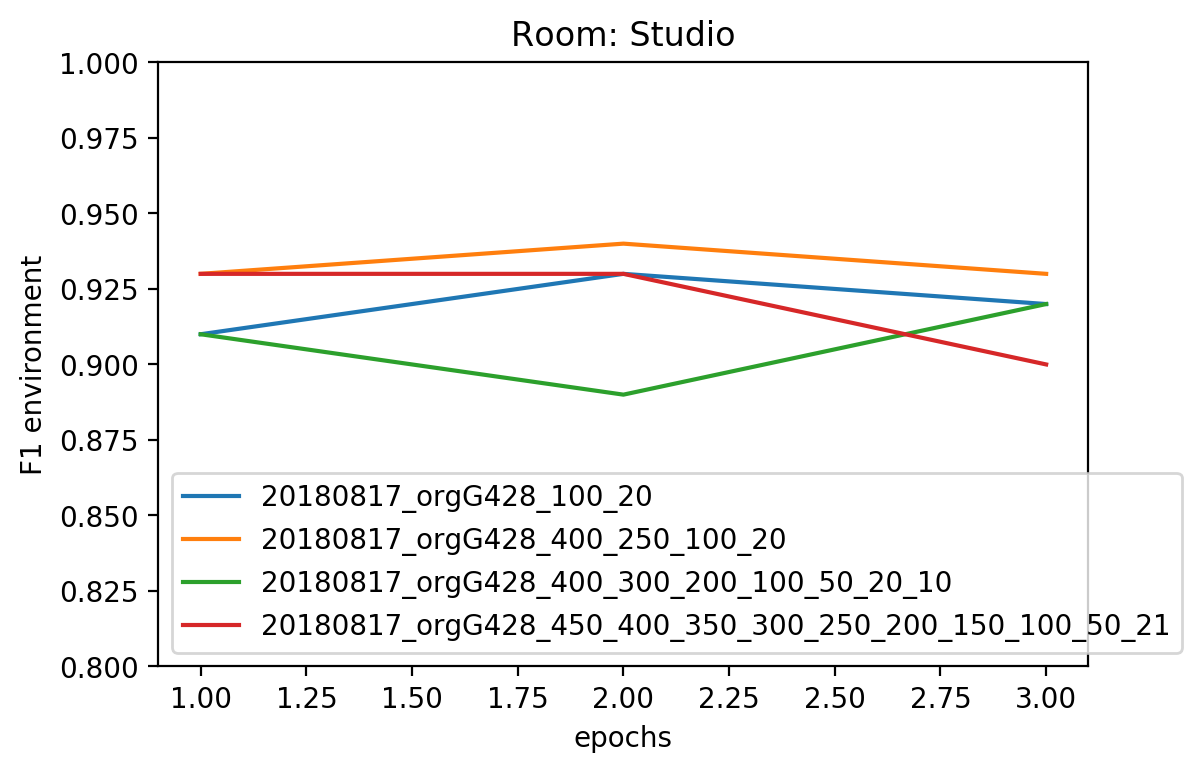 Room: Studio
1.000
0.975
0.950
0.925
0.900
0.875
0.850
0.825
0.800
F1 environment
20180817_orgG428_100_20
20180817_orgG428_400_250_100_20
20180817_orgG428_400_300_200_100_50_20_10
20180817_orgG428_450_400_350_300_250_200_150_100_50_21
1.00 1.25 1.50 1.75 2.00 2.25 2.50 2.75 3.00
epochs